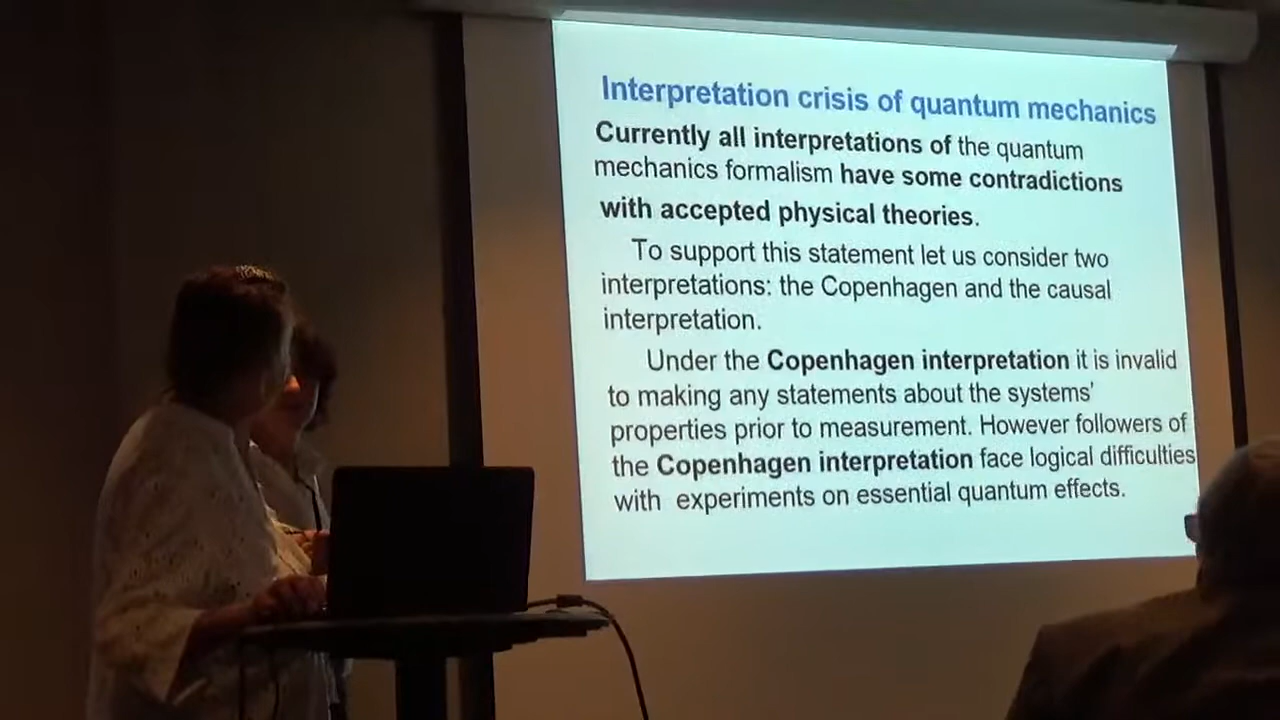 Interpretation crisis of quantum mechanics
Currently all interpretations of the quantum
mechanics formalism have some contradictions
with accepted physical theories.
To support this statement let us consider two
interpretations: the Copenhagen and the causal
interpretation.
Under the Copenhagen interpretation it is invalid
to making any statements about the systems'
properties prior to measurement. However followers of
the Copenhagen interpretation face logical difficulties
with experiments on essential quantum effects.